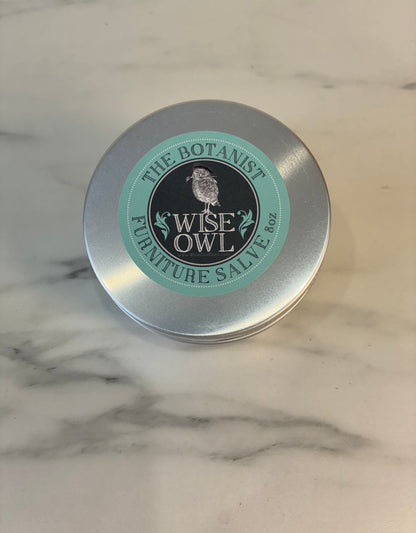 THE BOTANIST
WISE
OWL
FURNITURE SALVE 8oz